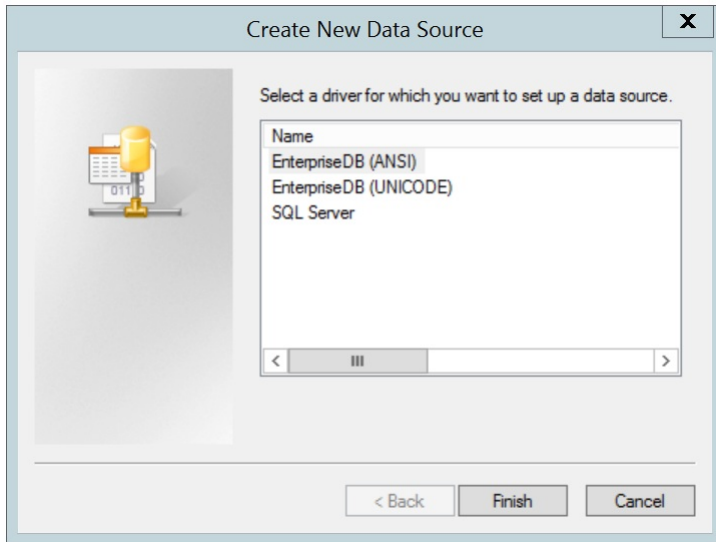 Create New Data Source
X
Select a driver for which you want to set up a data source.
Name
EnterpriseDB (ANSI)
EnterpriseDB (UNICODE)
SQL Server
< Back
Finish
Cancel